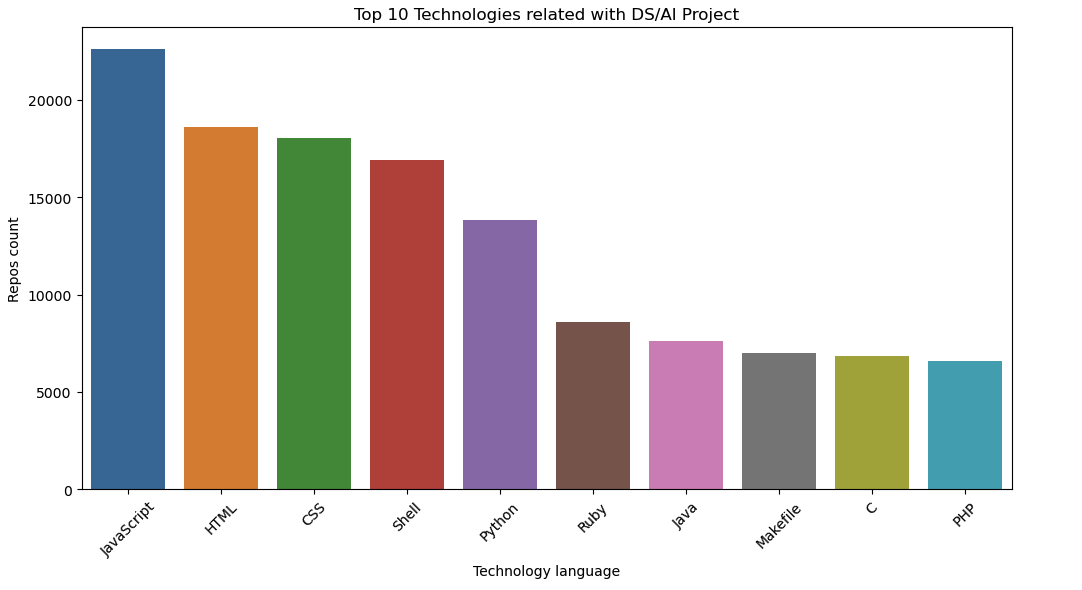 Top 10 Technologies related with DS/AI Project
Repos count
20000
15000
10000
5000
0
JavaScript
HTML
CSS
Shell
Python
Ruby
Java
Makefile
C
PHP
Technology language